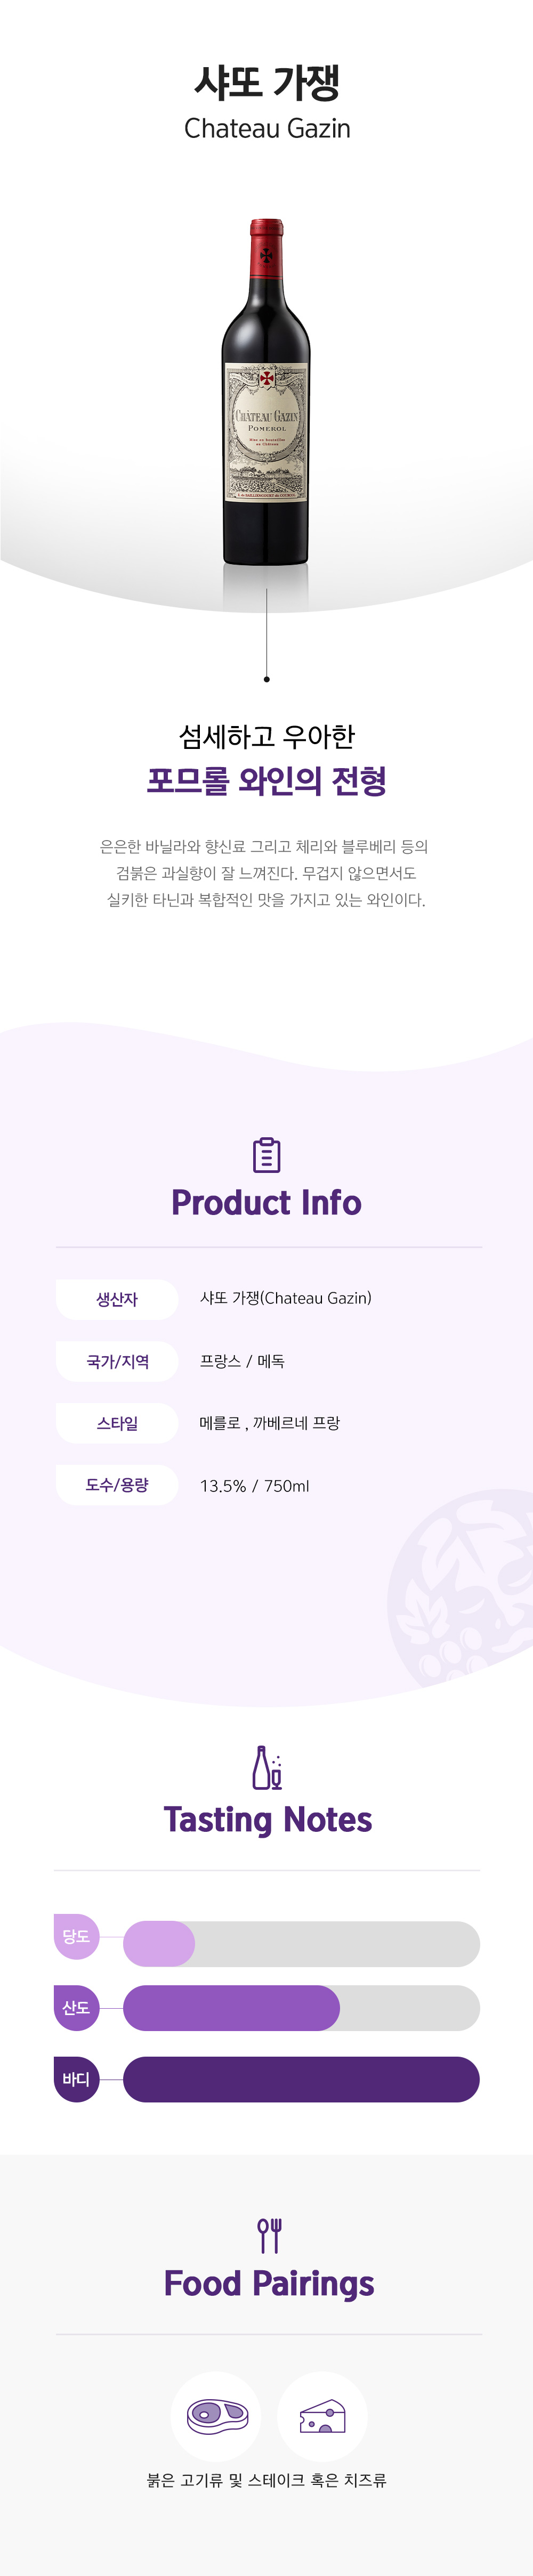 샤또 가쟁
Chateau Gazin
CHÂTEAU GAZIN
POMEROL
Mise en bouteilles
au Château
섬세하고 우아한
포므롤 와인의 전형
은은한 바닐라와 향신료 그리고 체리와 블루베리 등의
검붉은 과실향이 잘 느껴진다. 무겁지 않으면서도
실키한 타닌과 복합적인 맛을 가지고 있는 와인이다.
Product Info
생산자 샤또 가쟁(Chateau Gazin)
국가/지역 프랑스 / 메독
스타일 메를로 , 까베르네 프랑
도수/용량 13.5% / 750ml
Tasting Notes
당도
산도
바디
Food Pairings
붉은 고기류 및 스테이크 혹은 치즈류